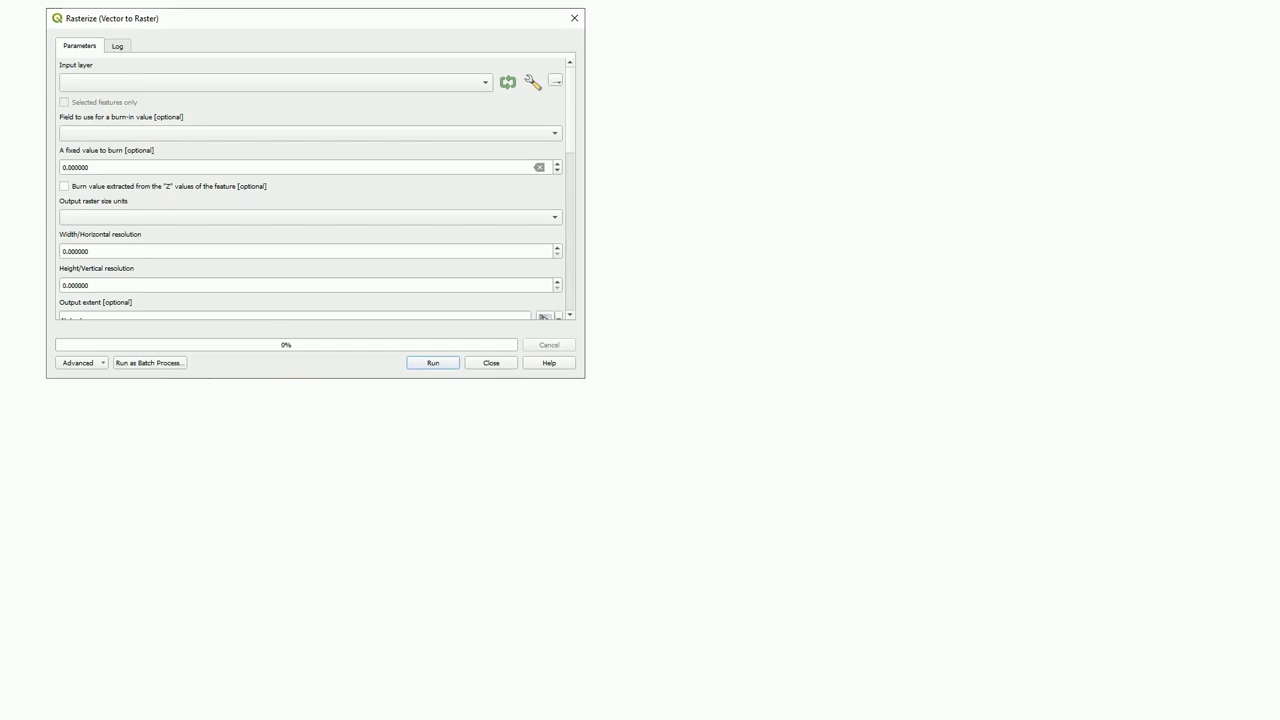 Rasterize (Vector to Raster)
Parameters
Log
Input layer
Selected features only
Field to use for a burn-in value [optional]
A fixed value to burn [optional]
0.000000
Burn value extracted from the "Z" values of the feature [optional]
Output raster size units
Width/Horizontal resolution
0.000000
Height/Vertical resolution
0.000000
Output extent [optional]
0%
Cancel
Advanced
Run as Batch Process...
Run
Close
Help